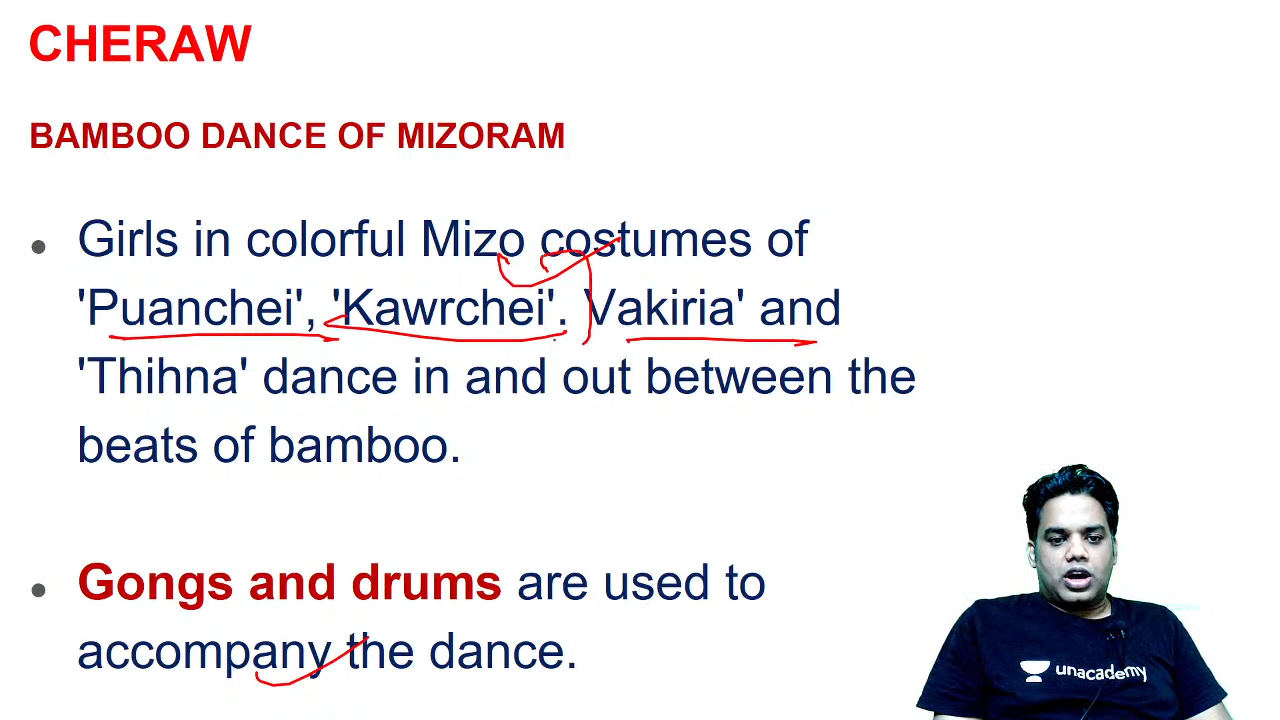 CHERAW
BAMBOO DANCE OF MIZORAM
● Girls in colorful Mizo costumes of
'Puanchei', 'Kawrchei'. Vakiria' and
'Thihna' dance in and out between the
beats of bamboo.
● Gongs and drums are used to
accompany the dance.
unacademy